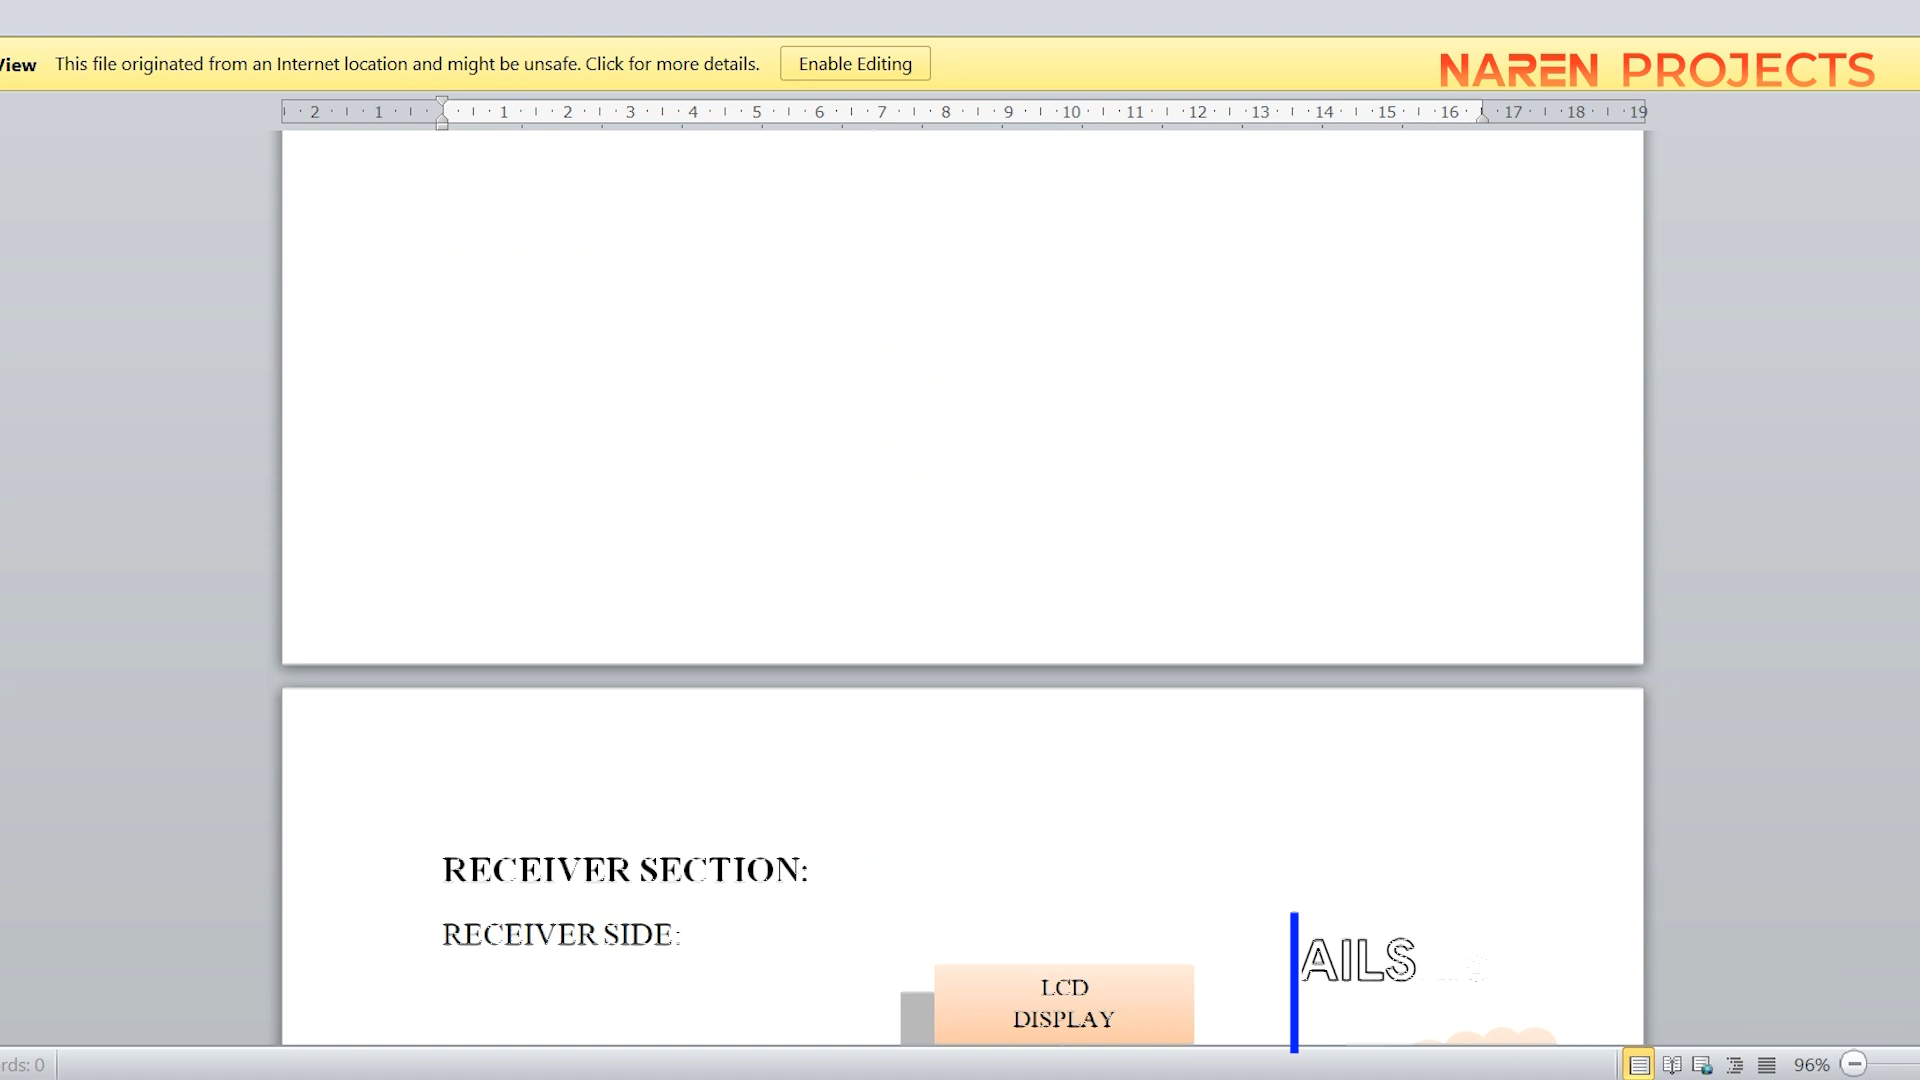 View This file originated from an Internet location and might be unsafe. Click for more details. Enable Editing
NAREN PROJECTS
2 1 1 2 3 4 5 6 7 8 9 10 11 12 13 14 15 16 17 18 19
RECEIVER SECTION:
RECEIVER SIDE:
AILS
LCD
DISPLAY
rds: 0
96%